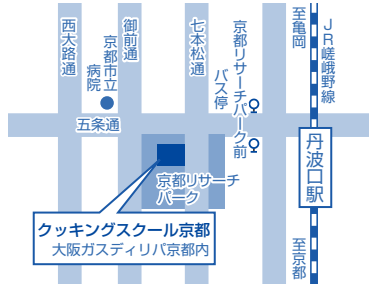 西大路通
京都市立
病院
御前通
七本松通
京都リサーチパーク前
バス停
至亀岡
JR嵯峨野線
五条通
丹波口駅
京都リサーチ
パーク
クッキングスクール京都
大阪ガスディリパ京都内
至京都